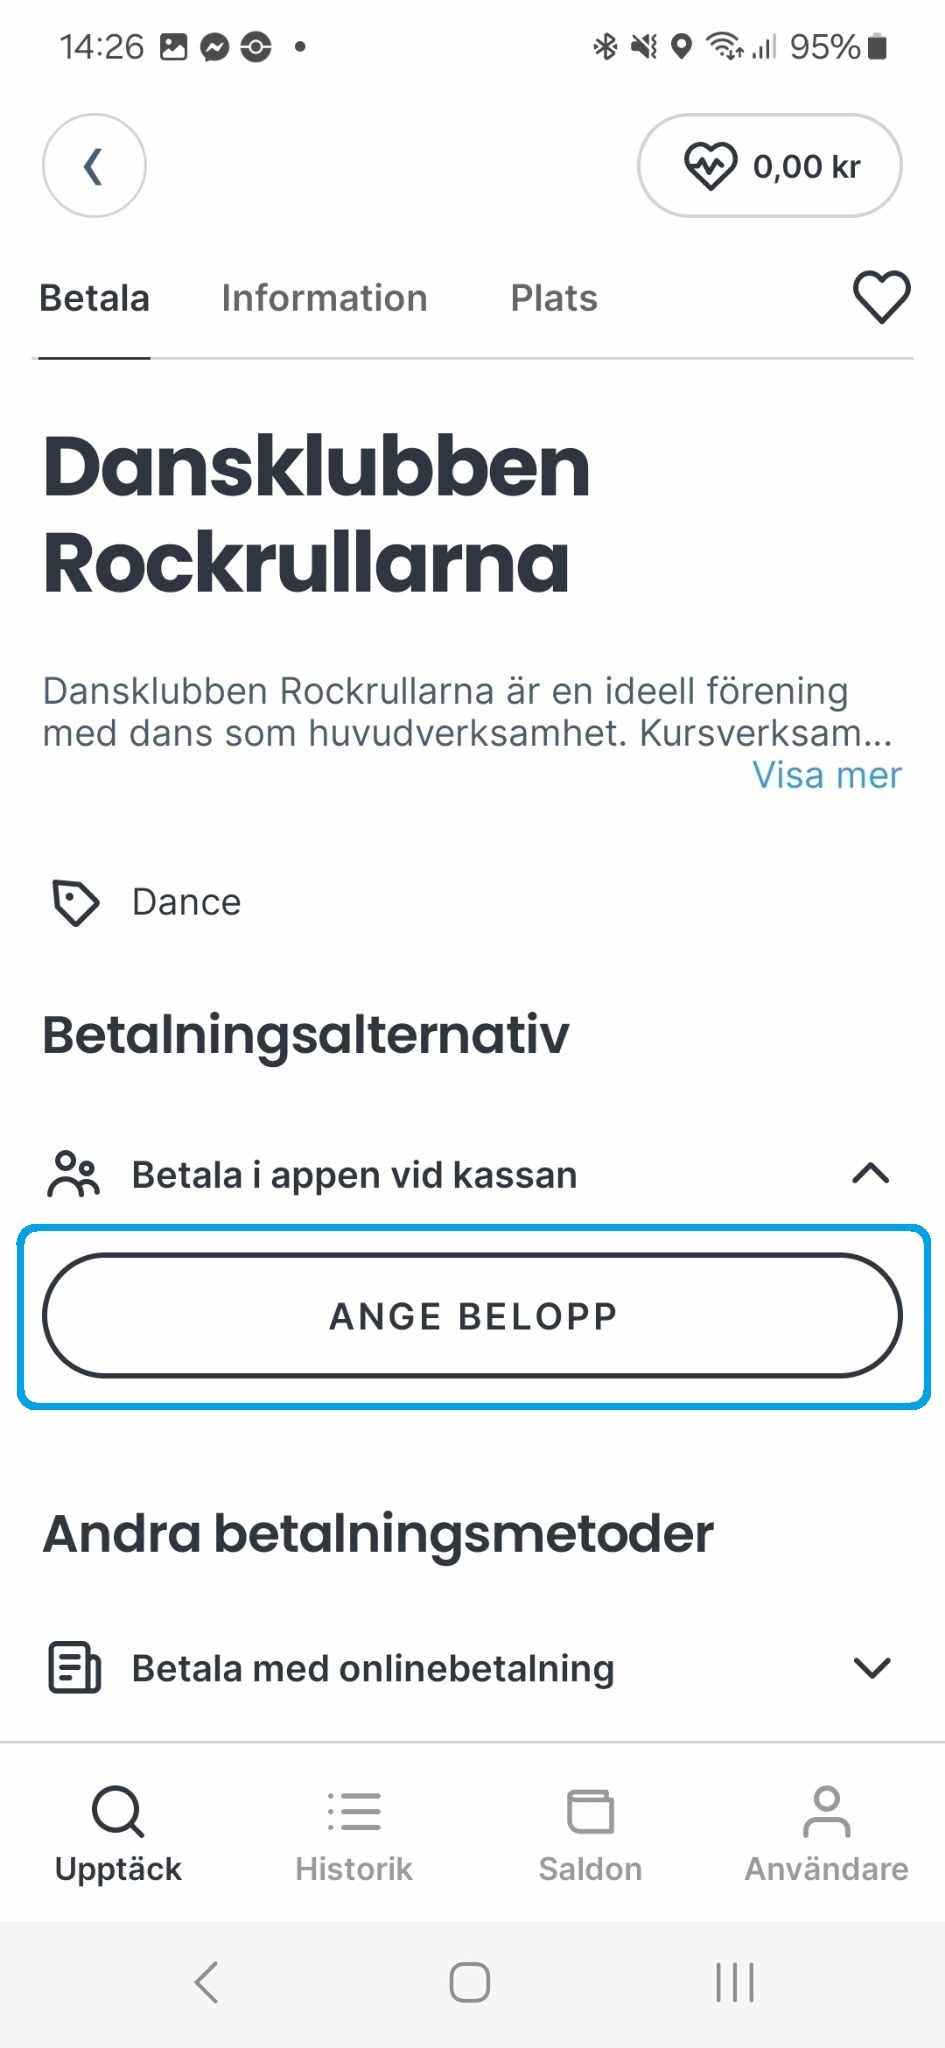 14:26
95%
0,00 kr
Betala Information Plats
Dansklubben
Rockrullarna
Dansklubben Rockrullarna är en ideell förening
med dans som huvudverksamhet. Kursverksam...
Visa mer
Dance
Betalningsalternativ
Betala i appen vid kassan
ANGE BELOPP
Andra betalningsmetoder
Betala med onlinebetalning
Upptäck Historik Saldon Användare